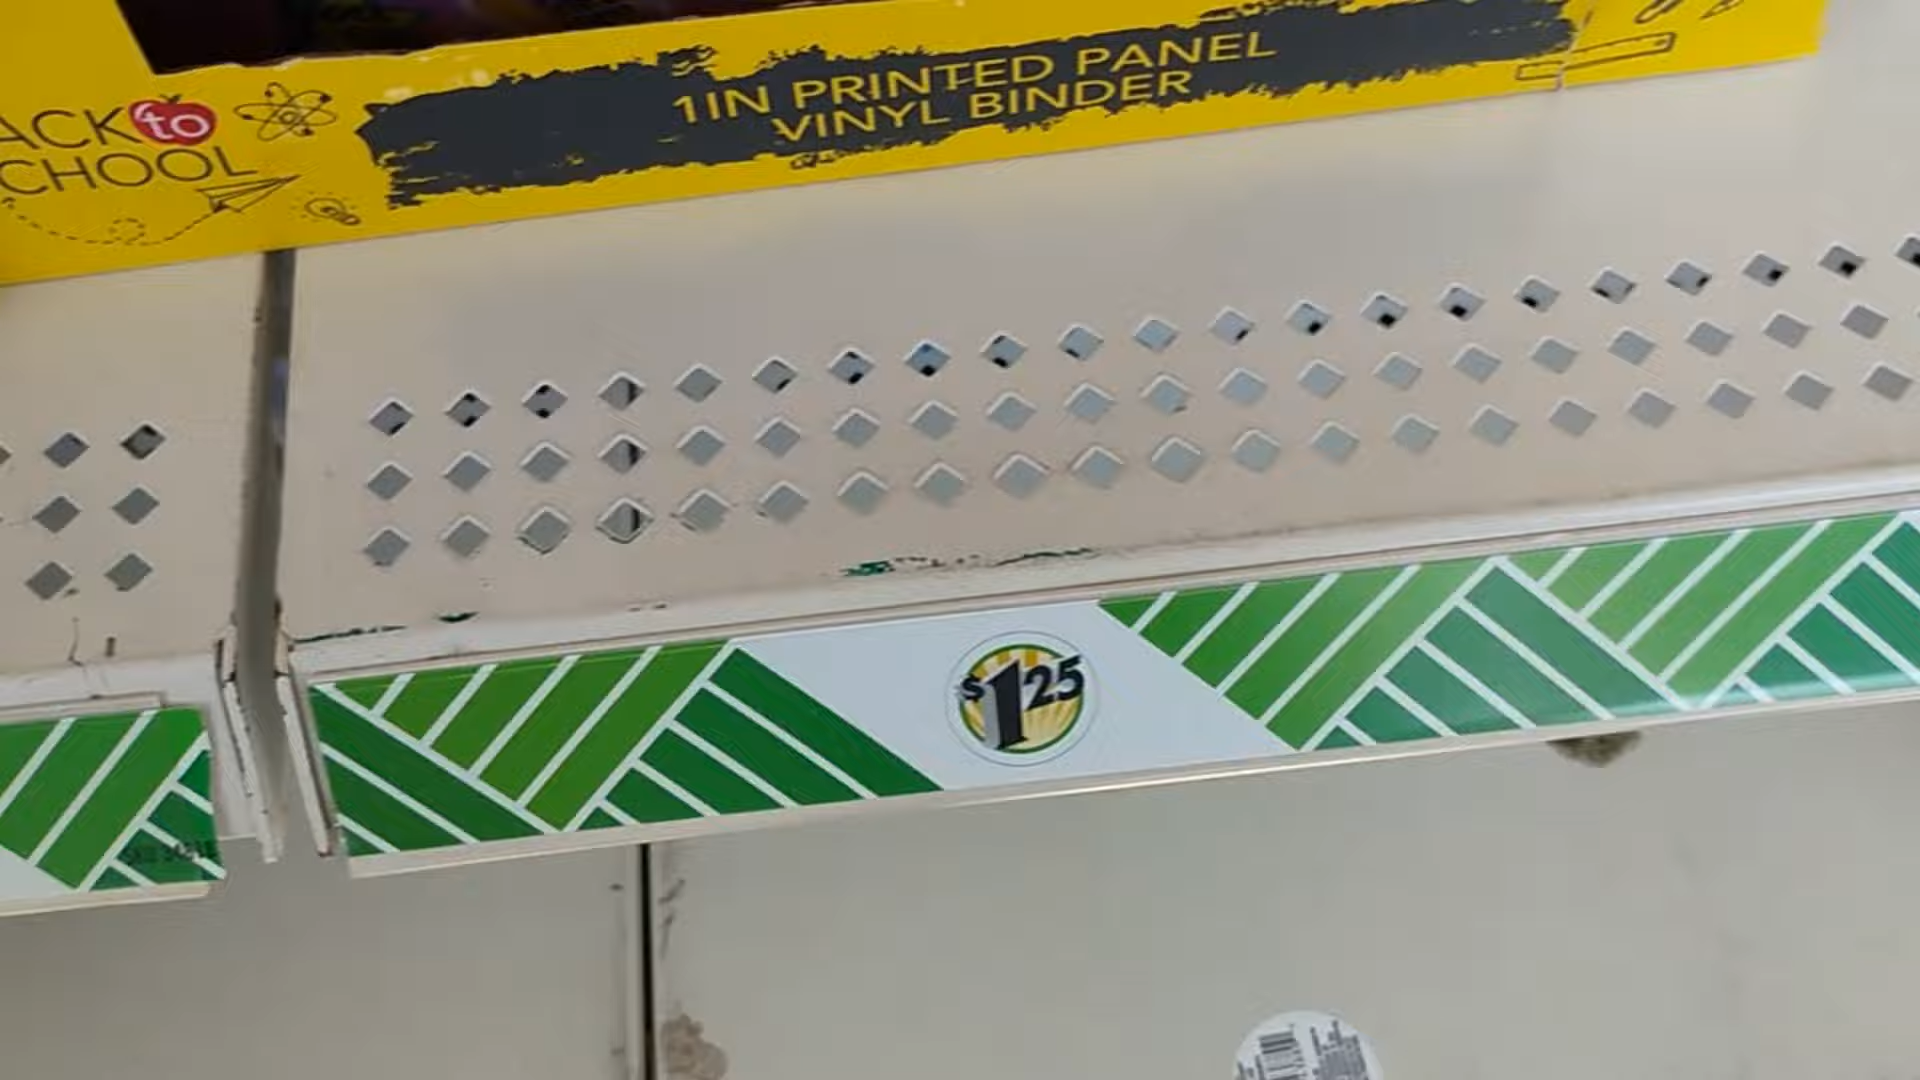 1IN PRINTED PANEL
VINYL BINDER
ACK to
CHOOL
$1 25